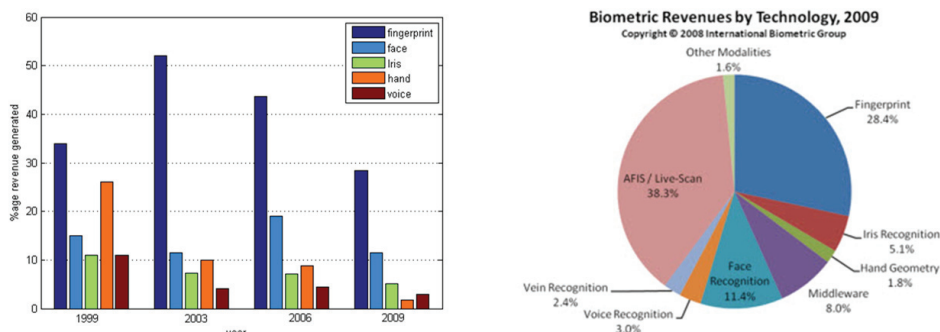 %age revenue generated
60
50
40
30
20
10
0
1999
2003
2006
2009
year
fingerprint
face
Iris
hand
voice
Biometric Revenues by Technology, 2009
Copyright © 2008 International Biometric Group
Other Modalities
1.6%
Fingerprint
28.4%
AFIS / Live-Scan
38.3%
Iris Recognition
5.1%
Hand Geometry
1.8%
Face
Recognition
11.4%
Middleware
8.0%
Vein Recognition
2.4%
Voice Recognition
3.0%